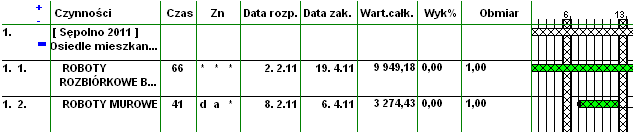 + - Czynności Czas Zn Data rozp. Data zak. Wart.całk. Wyk% Obmiar 6. 13.
1. [ Sępolno 2011 ]
Osiedle mieszkan...
1. 1. ROBOTY 66 * * * 2. 2.11 19. 4.11 9 949,18 0,00 1,00
ROZBIÓRKOWE B...
1. 2. ROBOTY MUROWE 41 d a * 8. 2.11 6. 4.11 3 274,43 0,00 1,00